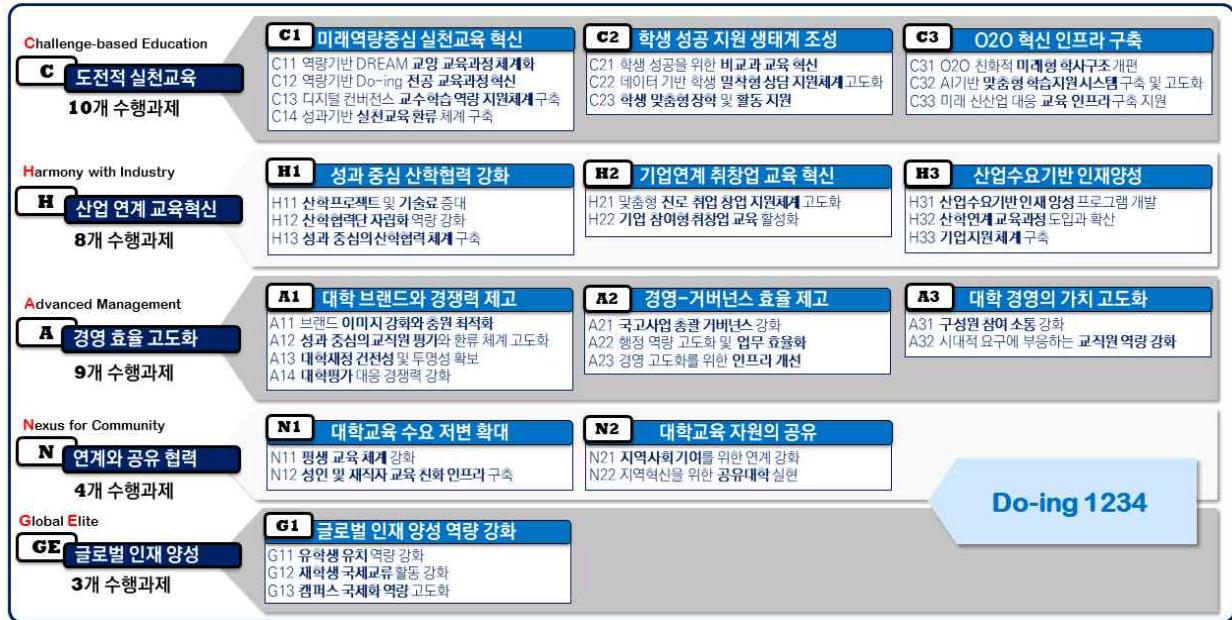 Challenge-based Education
C 도전적 실천교육
10개 수행과제
C1 미래역량중심 실천교육 혁신
C11 역량기반 DREAM 교양 교육과정 체계화
C12 역량기반 Do-ing 전공 교육과정 혁신
C13 디지털 컨버전스 교수학습 역량 지원체계 구축
C14 성과기반 실천교육 환류 체계 구축
C2 학생 성공 지원 생태계 조성
C21 학생 성공을 위한 비교과 교육 혁신
C22 데이터 기반 학생 밀착형 상담 지원체계 고도화
C23 학생 맞춤형 장학 및 활동 지원
C3 O2O 혁신 인프라 구축
C31 O2O 친화적 미래형 학사구조 개편
C32 AI기반 맞춤형 학습지원시스템 구축 및 고도화
C33 미래 신산업 대응 교육 인프라 구축 지원
Harmony with Industry
H 산업 연계 교육혁신
8개 수행과제
H1 성과 중심 산학협력 강화
H11 산학프로젝트 및 기술료 증대
H12 산학협력단 자립화 역량 강화
H13 성과 중심의 산학협력 체계 구축
H2 기업연계 취창업 교육 혁신
H21 맞춤형 진로 취업 창업 지원체계 고도화
H22 기업 참여형 취창업 교육 활성화
H3 산업수요기반 인재양성
H31 산업수요기반 인재 양성 프로그램 개발
H32 산학연계 교육과정 도입과 확산
H33 기업지원 체계 구축
Advanced Management
A 경영 효율 고도화
9개 수행과제
A1 대학 브랜드와 경쟁력 제고
A11 브랜드 이미지 강화와 충원 최적화
A12 성과 중심의 교직원 평가와 환류 체계 고도화
A13 대학재정 건전성 및 투명성 확보
A14 대학평가 대응 경쟁력 강화
A2 경영-거버넌스 효율 제고
A21 국고사업 총괄 거버넌스 강화
A22 행정 역량 고도화 및 업무 효율화
A23 경영 고도화를 위한 인프라 개선
A3 대학 경영의 가치 고도화
A31 구성원 참여 소통 강화
A32 시대적 요구에 부응하는 교직원 역량 강화
Nexus for Community
N 연계와 공유 협력
4개 수행과제
N1 대학교육 수요 저변 확대
N11 평생 교육 체계 강화
N12 성인 및 재직자 교육 친화 인프라 구축
N2 대학교육 자원의 공유
N21 지역사회 기여를 위한 연계 강화
N22 지역혁신을 위한 공유대학 실현
Do-ing 1234
Global Elite
GE 글로벌 인재 양성
3개 수행과제
G1 글로벌 인재 양성 역량 강화
G11 유학생 유치 역량 강화
G12 재학생 국제교류 활동 강화
G13 캠퍼스 국제화 역량 고도화